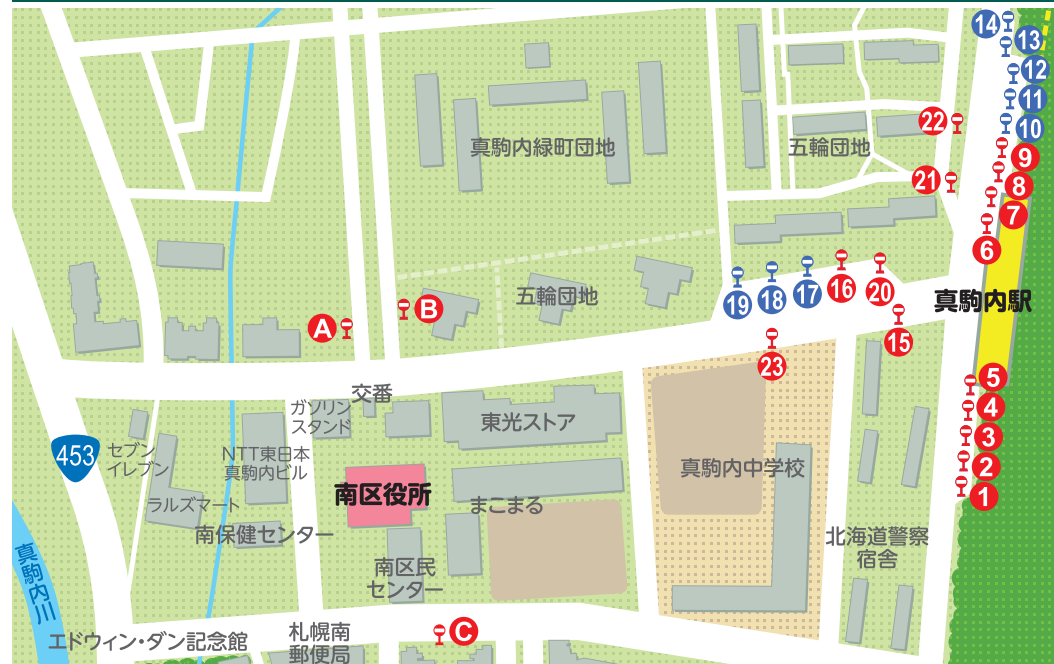 14
13
12
11
10
22
9
真駒内緑町団地
五輪団地
21
8
7
6
19
18
17
16
20
真駒内駅
五輪団地
A
B
15
23
5
交番
ガソリン
スタンド
東光ストア
4
3
453
セブン
イレブン
NTT東日本
真駒内ビル
真駒内中学校
2
南区役所
まこまる
1
ラルズマート
南保健センター
北海道警察
宿舎
真駒内川
南区民
センター
エドウィン・ダン記念館
札幌南
郵便局
C